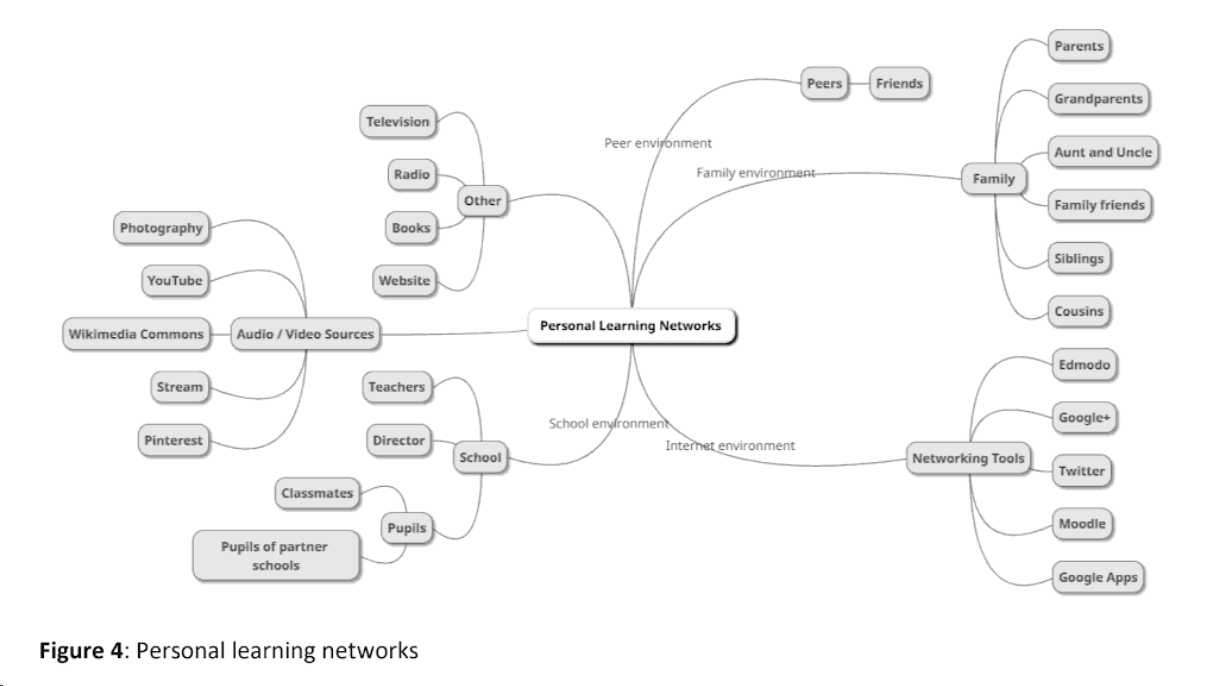 Parents
Peers
Friends
Grandparents
Television
Peer environment
Aunt and Uncle
Family environment
Radio
Family
Other
Family friends
Photography
Books
Siblings
YouTube
Website
Cousins
Personal Learning Networks
Wikimedia Commons
Audio / Video Sources
Edmodo
Stream
Teachers
Google+
School environment
Pinterest
Director
Internet environment
School
Networking Tools
Twitter
Classmates
Pupils
Moodle
Pupils of partner
schools
Google Apps
Figure 4: Personal learning networks